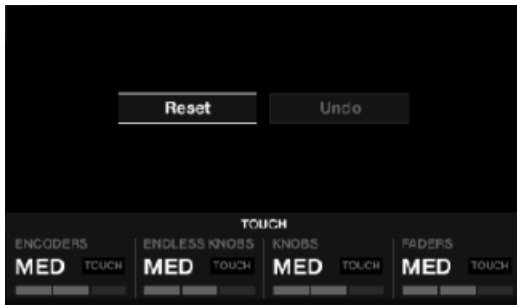 Reset Undo
TOUCH
ENCODERS ENDLESS KNOBS KNOBS FADERS
MED TOUCH MED TOUCH MED TOUCH MED TOUCH